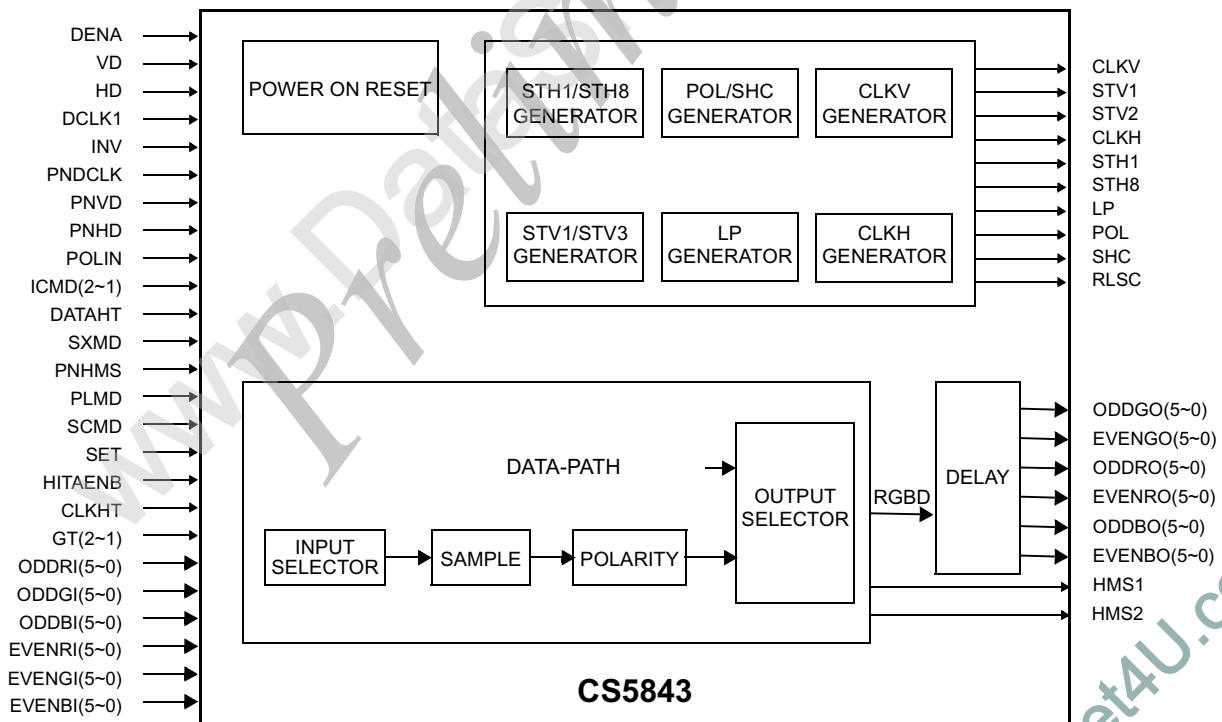 DENA
VD
HD
DCLK1
INV
PNDCLK
PNVD
PNHD
POLIN
ICMD(2~1)
DATAHT
SXMD
PNHMS
PLMD
SCMD
SET
HITAENB
CLKHT
GT(2~1)
ODDRI(5~0)
ODDGI(5~0)
ODDBI(5~0)
EVENRI(5~0)
EVENGI(5~0)
EVENBI(5~0)
POWER ON RESET
STH1/STH8
GENERATOR
POL/SHC
GENERATOR
CLKV
GENERATOR
STV1/STV3
GENERATOR
LP
GENERATOR
CLKH
GENERATOR
CLKV
STV1
STV2
CLKH
STH1
STH8
LP
POL
SHC
RLSC
DATA-PATH
INPUT
SELECTOR
SAMPLE
POLARITY
OUTPUT
SELECTOR
RGBD
DELAY
ODDGO(5~0)
EVENGO(5~0)
ODDRO(5~0)
EVENRO(5~0)
ODDBO(5~0)
EVENBO(5~0)
HMS1
HMS2
CS5843